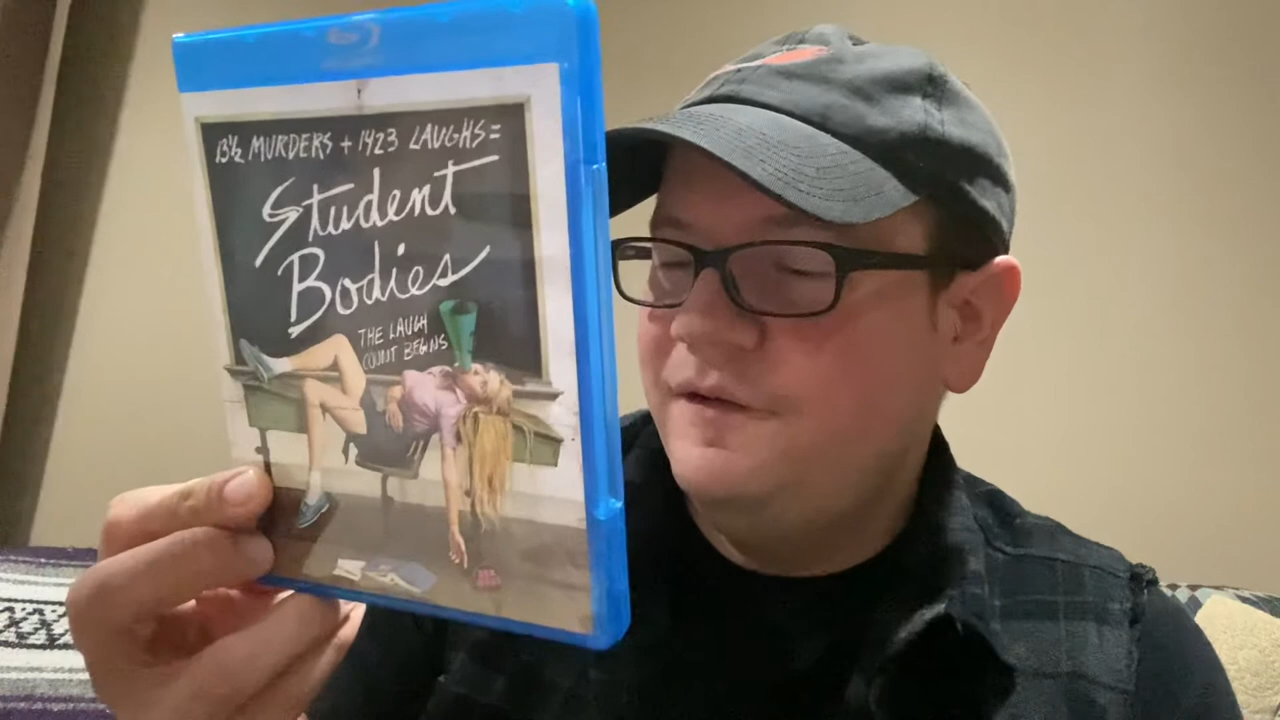 13½ MURDERS + 1423 LAUGHS=
Student
Bodies
THE LAUGH
COUNT BEGINS